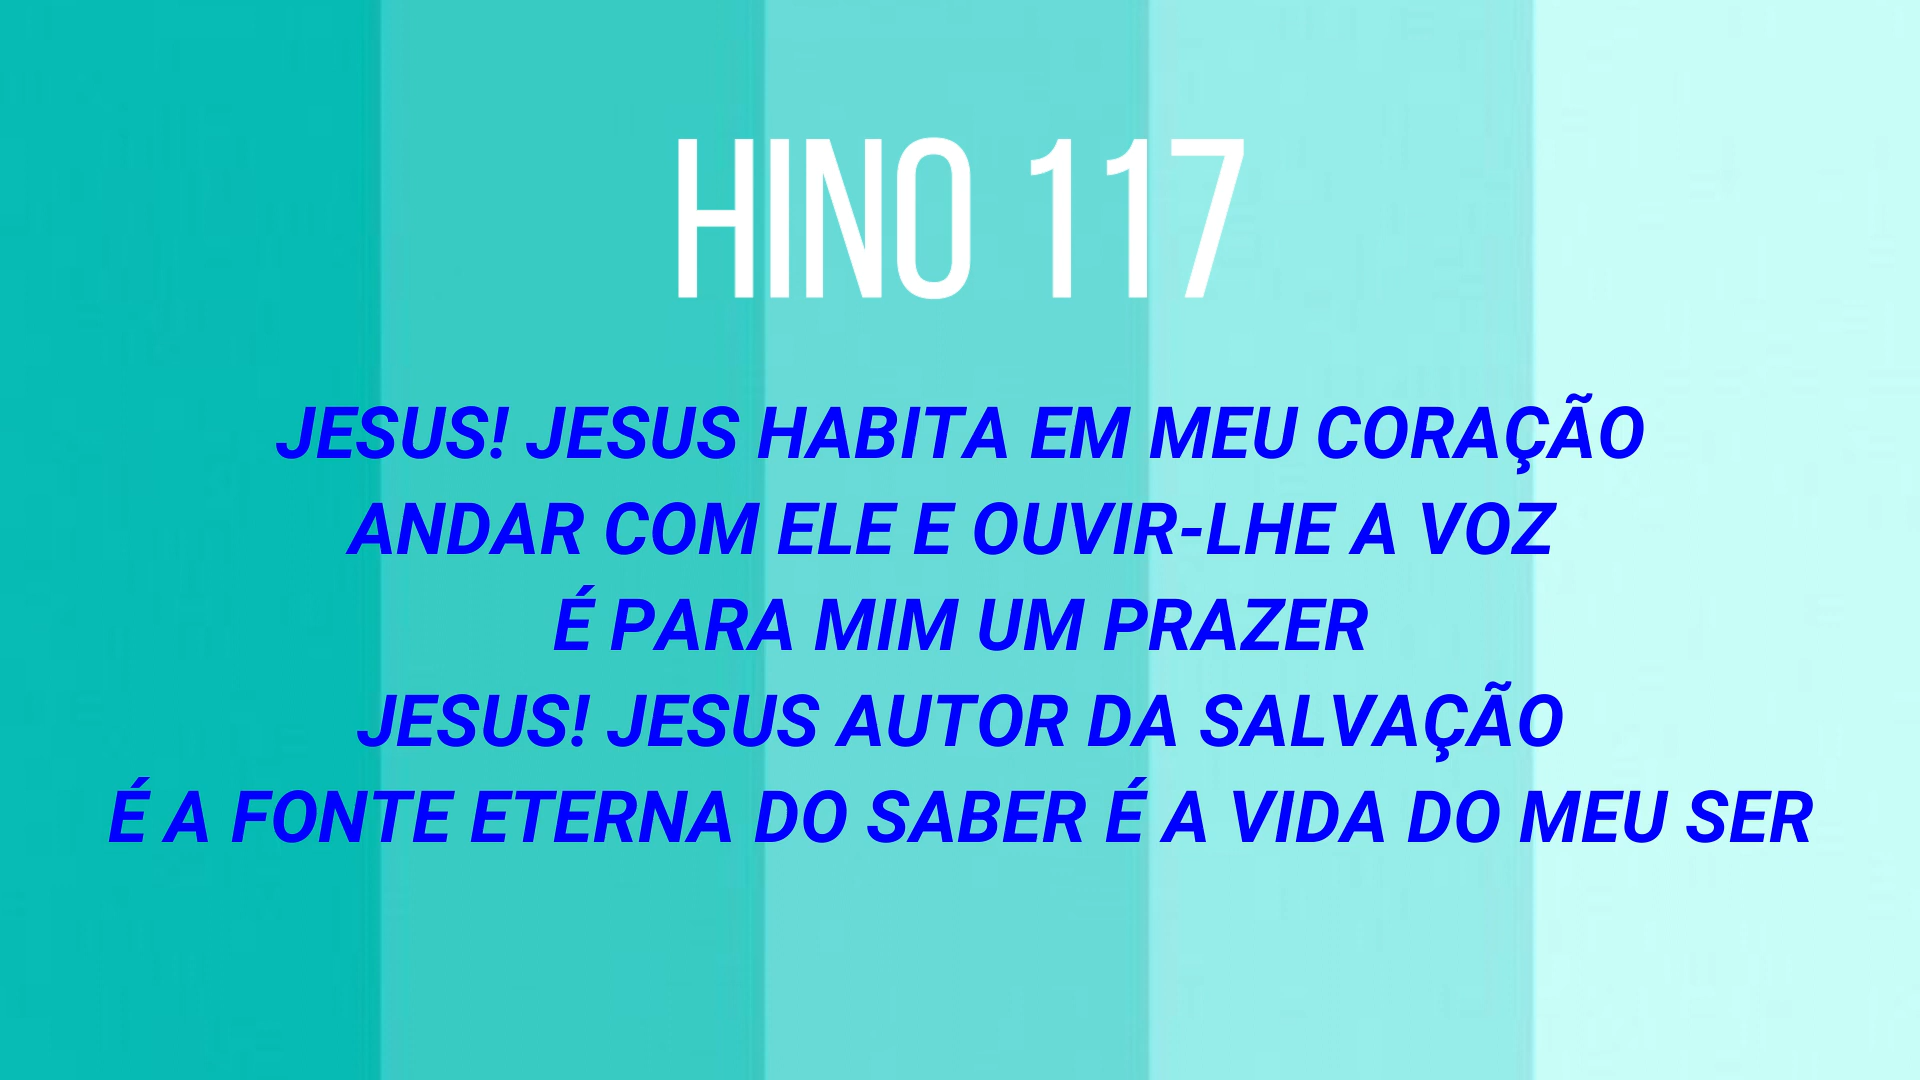 HINO 117
JESUS! JESUS HABITA EM MEU CORAÇÃO
ANDAR COM ELE E OUVIR-LHE A VOZ
É PARA MIM UM PRAZER
JESUS! JESUS AUTOR DA SALVAÇÃO
É A FONTE ETERNA DO SABER É A VIDA DO MEU SER